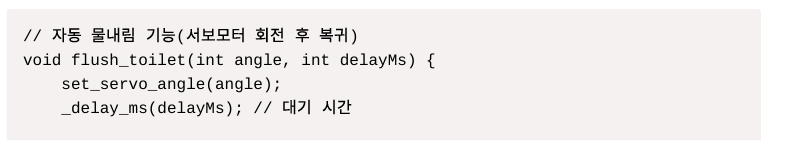 // 자동 물내림 기능(서보모터 회전 후 복귀)
void flush_toilet(int angle, int delayMs) {
    set_servo_angle(angle);
    _delay_ms(delayMs); // 대기 시간